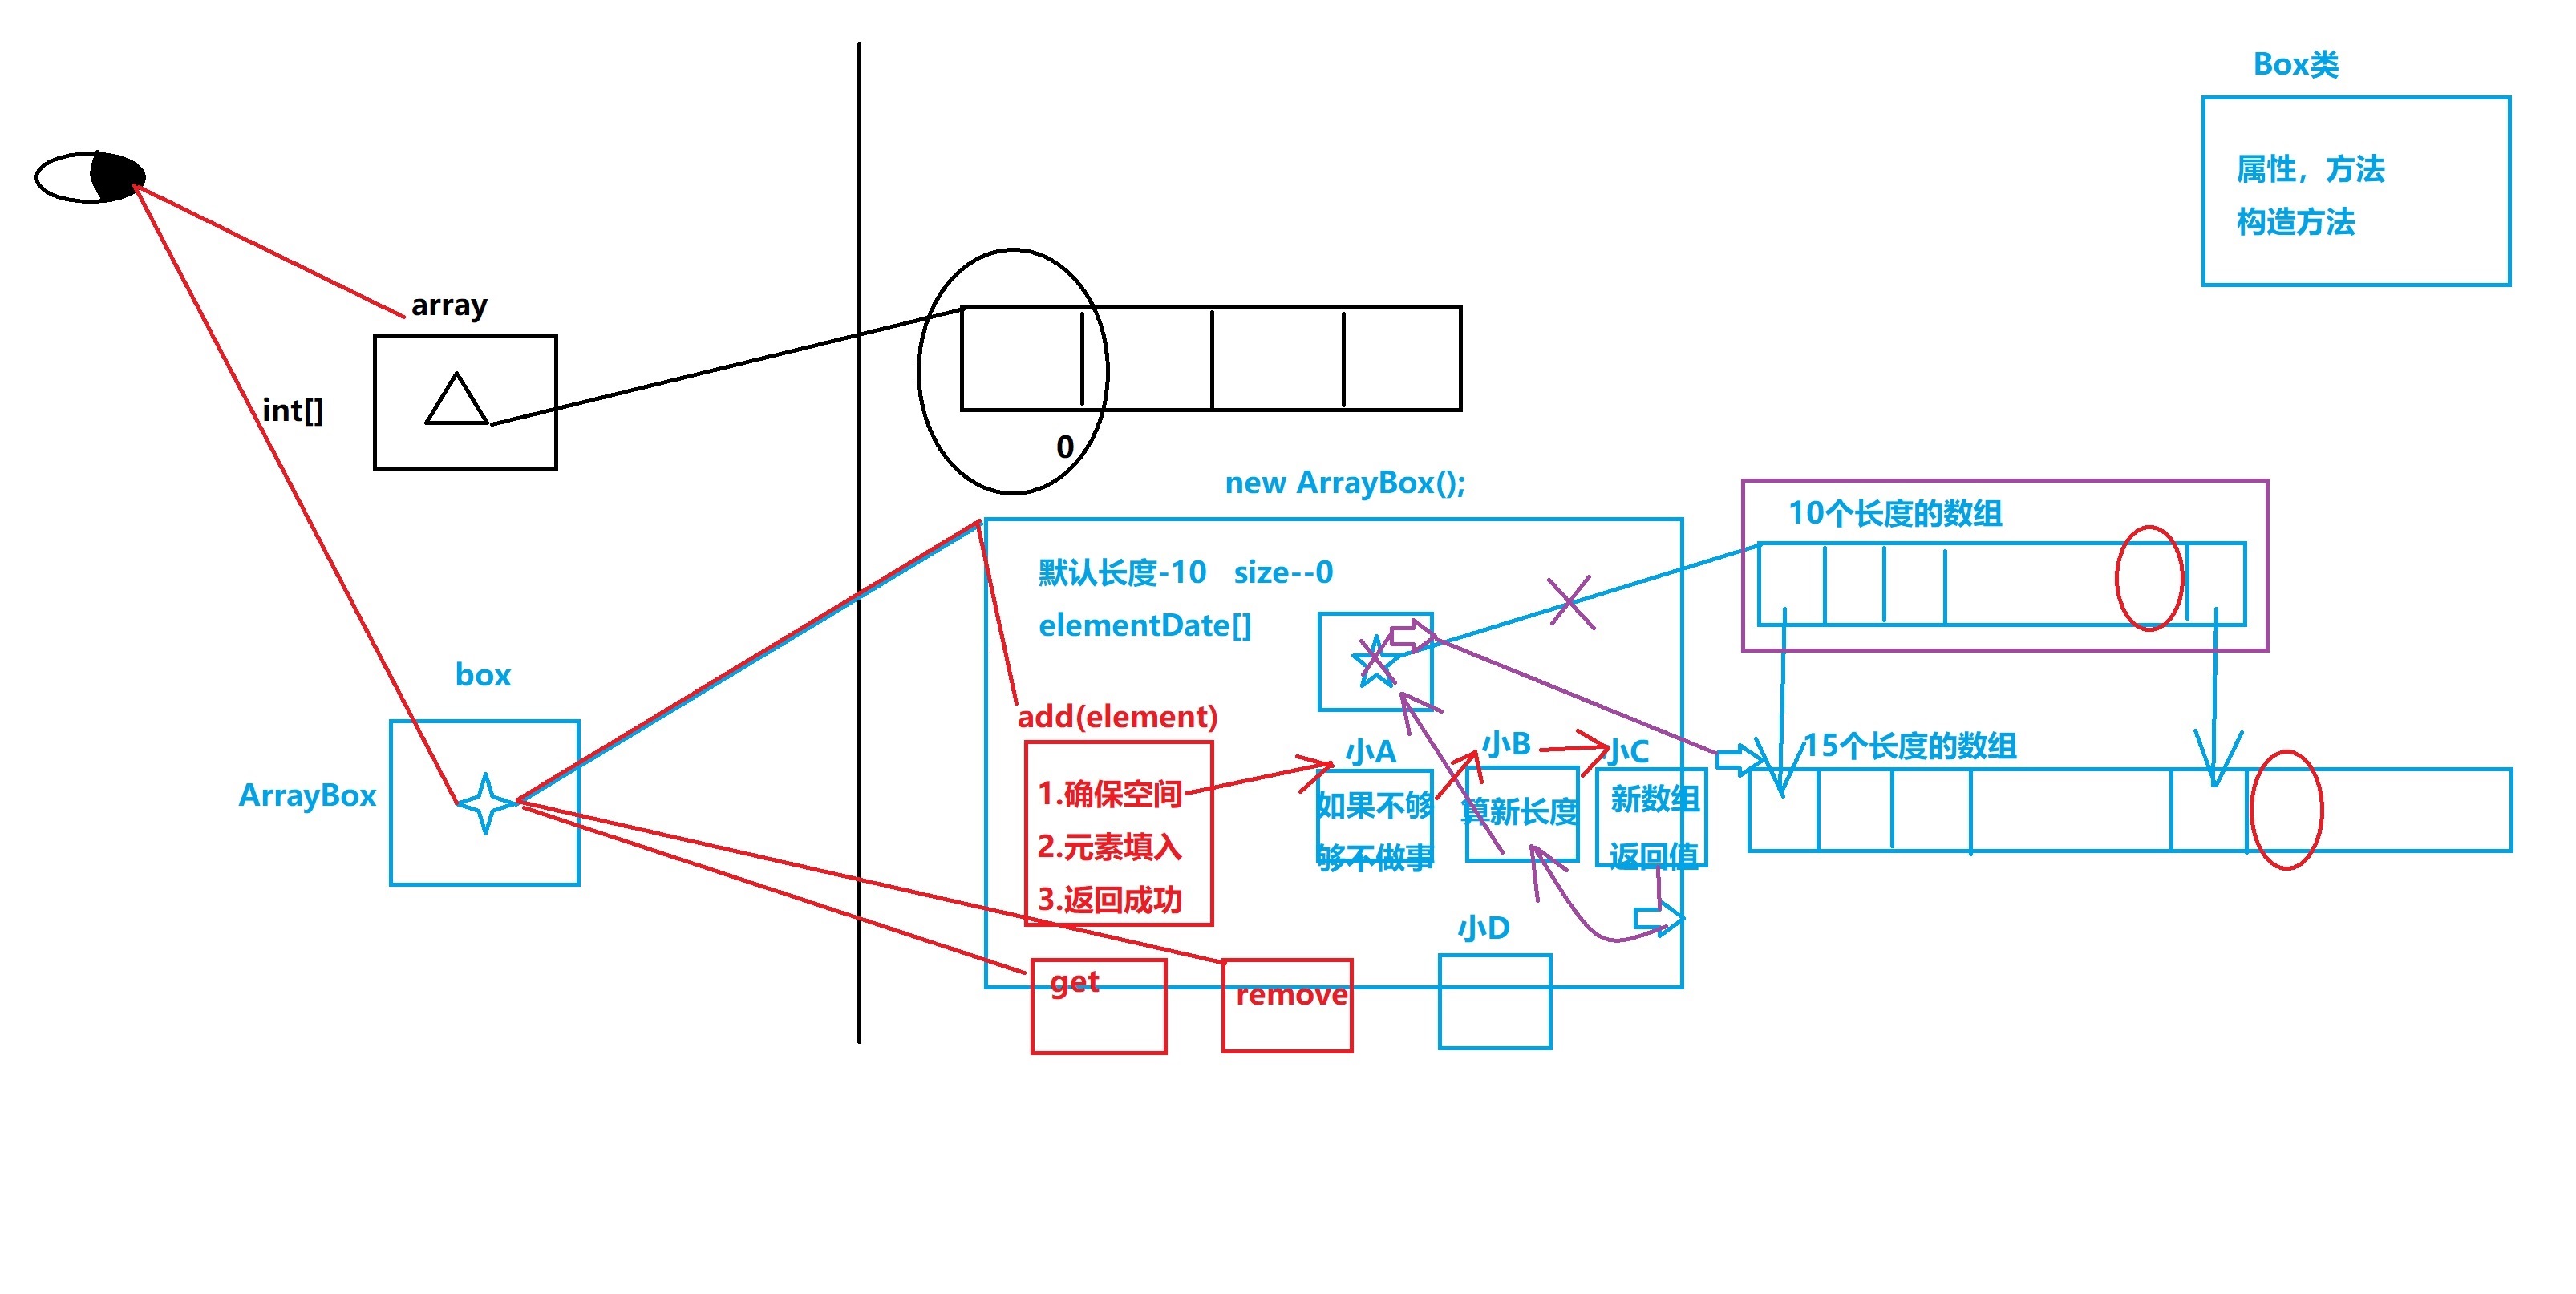 Box类
属性，方法
构造方法
array
int[]
0
new ArrayBox();
10个长度的数组
默认长度-10 size--0
elementDate[]
box
ArrayBox
add(element)
1.确保空间
2.元素填入
3.返回成功
小A
如果不够
够不做事
小B
算新长度
小C
新数组
返回值
15个长度的数组
小D
get
remove